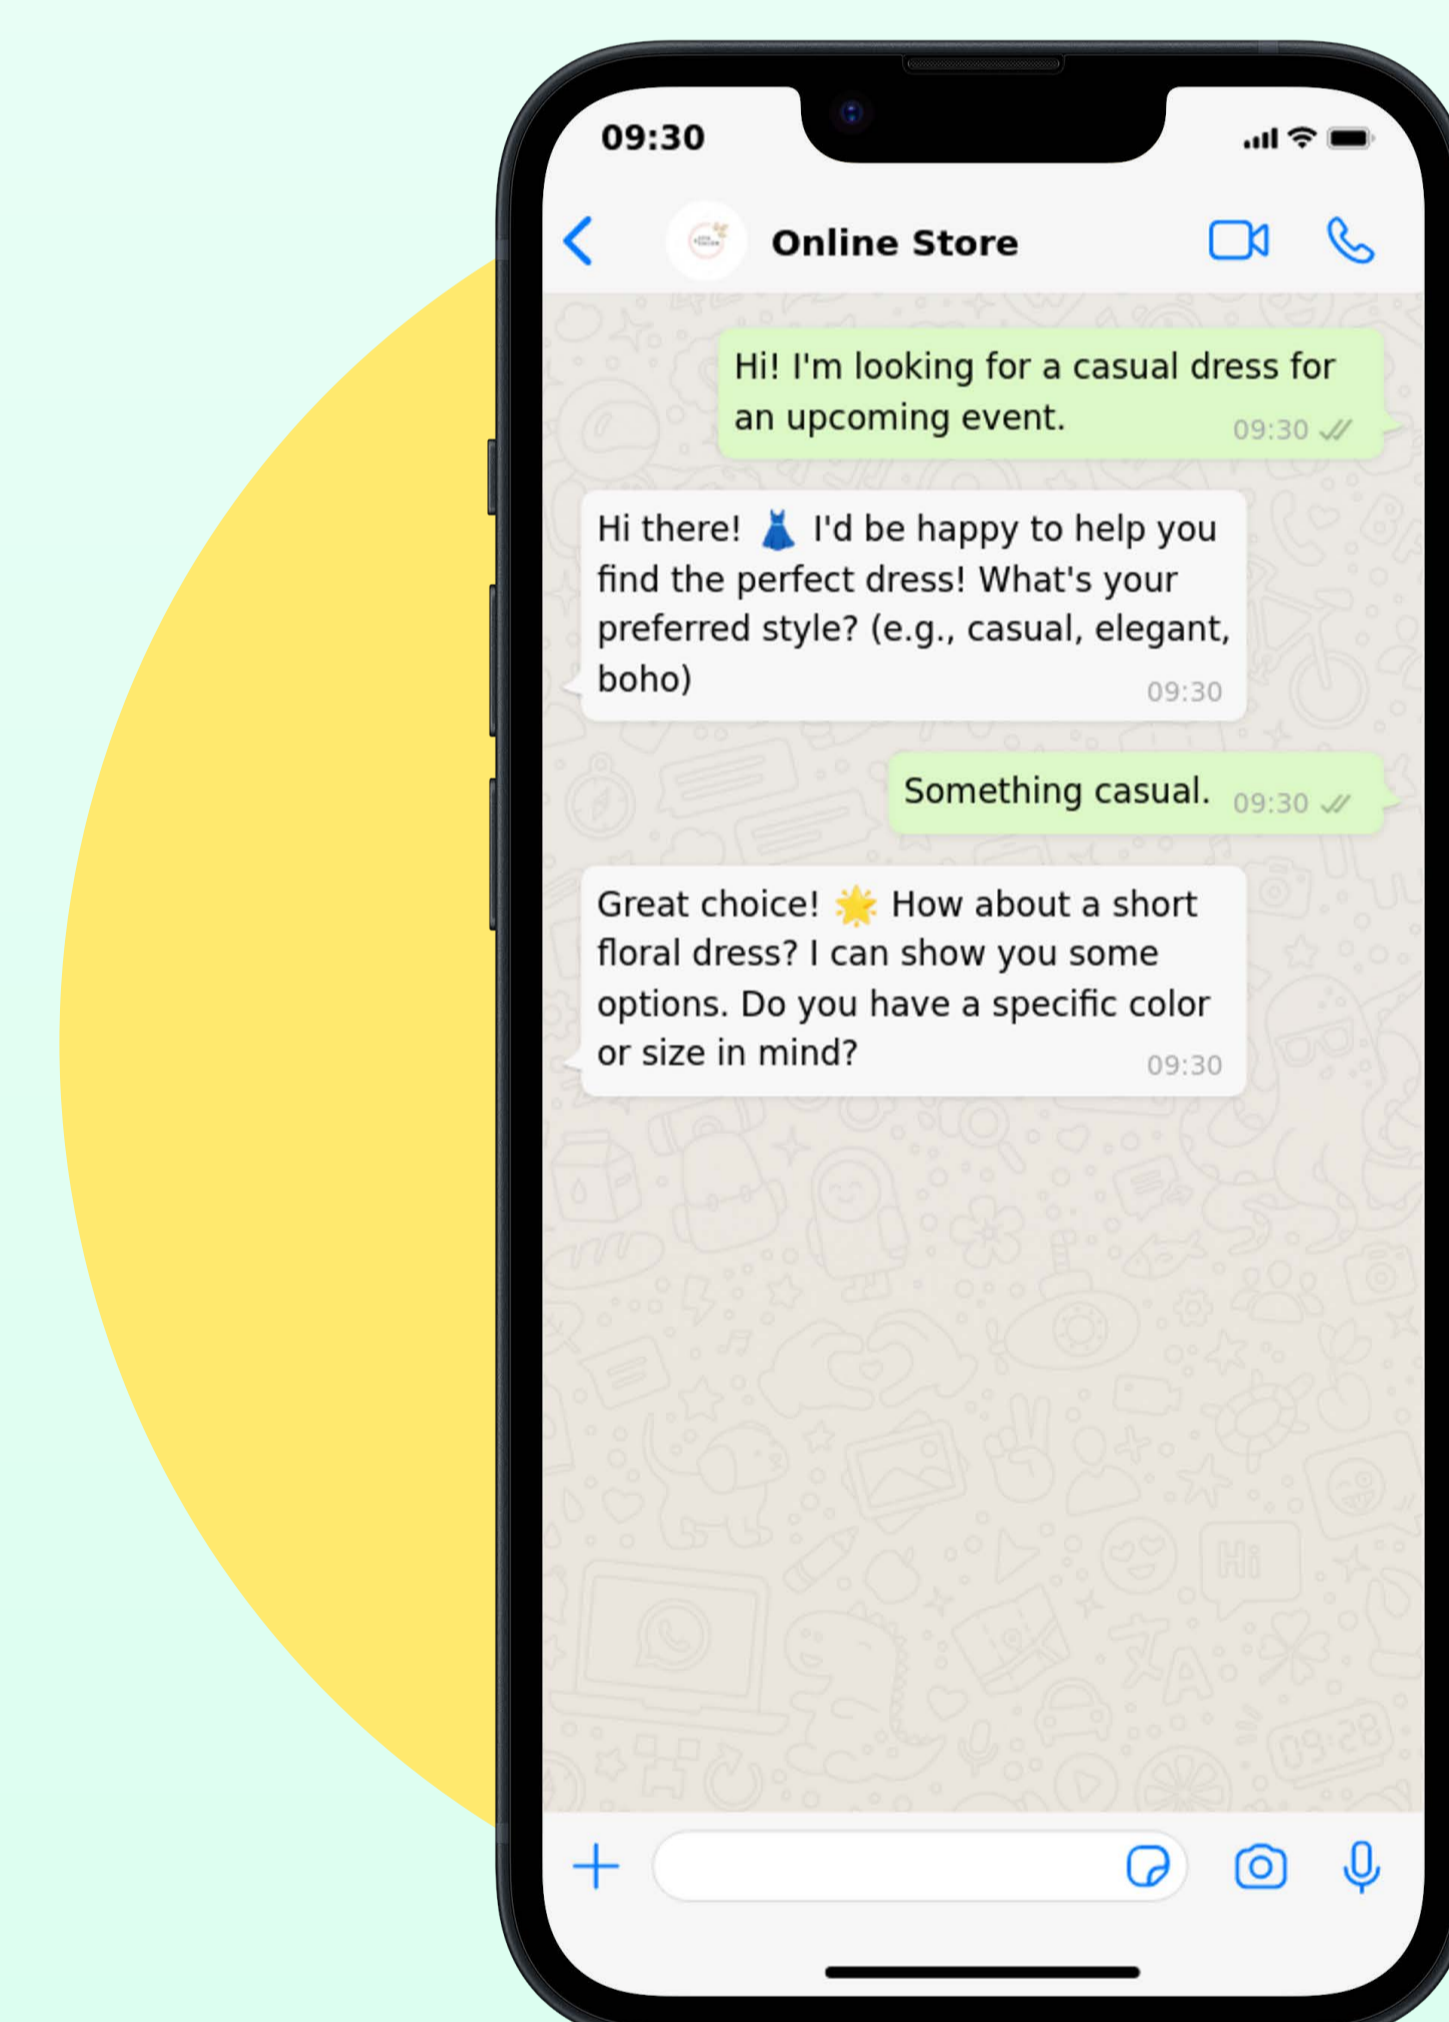 09:30
Online Store
Hi! I'm looking for a casual dress for
an upcoming event.
09:30
Hi there! 👗 I'd be happy to help you
find the perfect dress! What's your
preferred style? (e.g., casual, elegant,
boho)
09:30
Something casual. 09:30
Great choice! 🌟 How about a short
floral dress? I can show you some
options. Do you have a specific color
or size in mind?
09:30
Hi
09:28